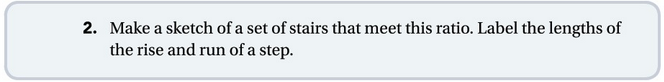 2. Make a sketch of a set of stairs that meet this ratio. Label the lengths of
the rise and run of a step.